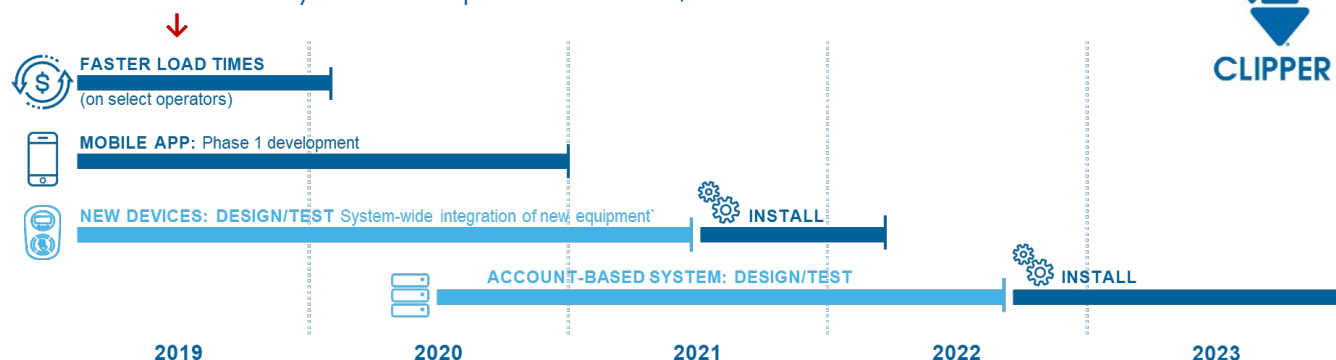 FASTER LOAD TIMES
$
(on select operators)
CLIPPER
MOBILE APP: Phase 1 development
NEW DEVICES: DESIGN/TEST System-wide integration of new equipment`
INSTALL
ACCOUNT-BASED SYSTEM: DESIGN/TEST
INSTALL
2019 2020 2021 2022 2023